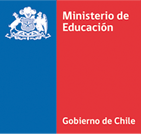 Ministerio de
Educación
Gobierno de Chile